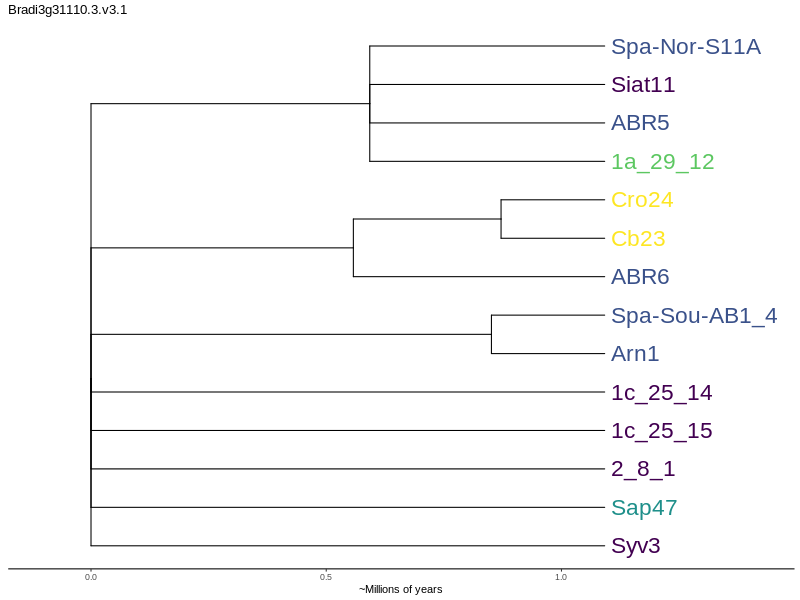 Bradi3g31110.3.v3.1
Spa-Nor-S11A
Siat11
ABR5
1a_29_12
Cro24
Cb23
ABR6
Spa-Sou-AB1_4
Arn1
1c_25_14
1c_25_15
2_8_1
Sap47
Syv3
0.0 0.5 1.0
~Millions of years